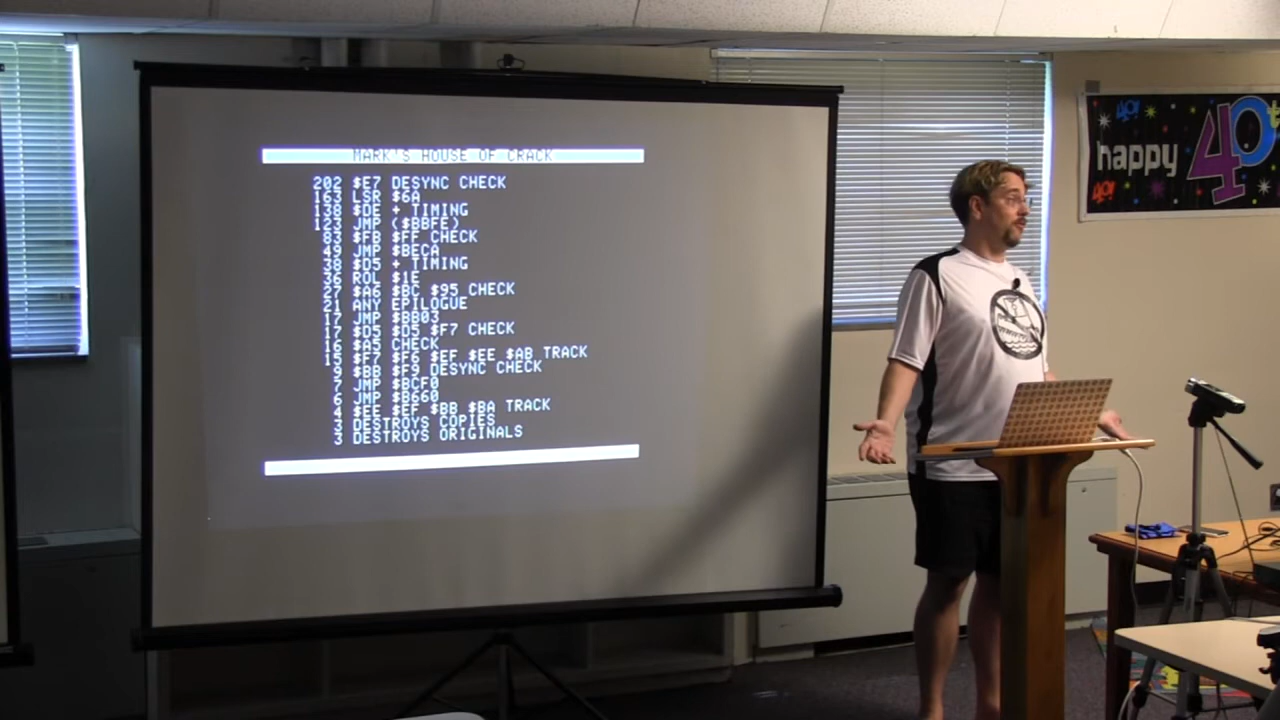 MARK'S HOUSE OF CRACK
202 $E7 DESYNC CHECK
163 LSR $6A
138 $DE + TIMING
123 JMP ($BBFE)
83 $FB $FF CHECK
49 JMP $BECA
38 $D5 + TIMING
36 ROL $1E
27 $A6 $BC $95 CHECK
21 ANY EPILOGUE
17 JMP $BB03
17 $D5 $D5 $F7 CHECK
16 $A5 CHECK
15 $F7 $F6 $EF $EE $AB TRACK
9 $BB $F9 DESYNC CHECK
7 JMP $BCF0
6 JMP $B660
4 $EE $EF $BB $BA TRACK
3 DESTROYS COPIES
3 DESTROYS ORIGINALS
40!
happy 40t
40!